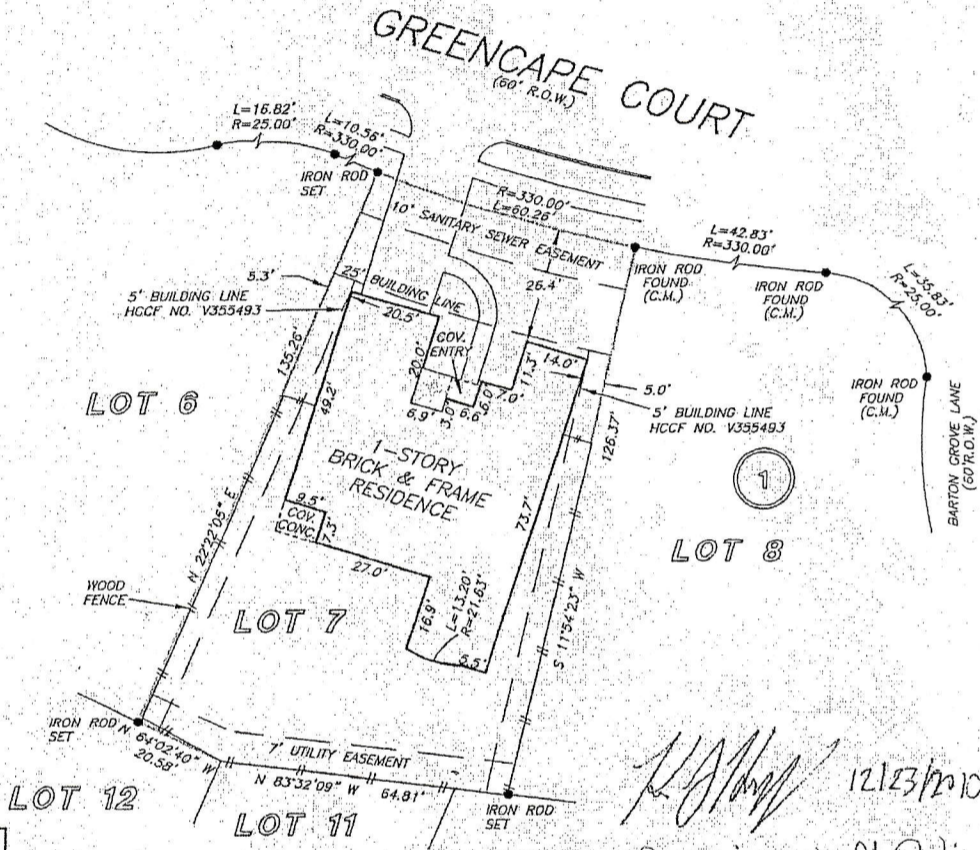 GREENCAPE COURT
(60' R.O.W.)
L=16.82'
R=25.00'
L=10.56'
R=330.00'
IRON ROD
SET
R=330.00'
L=60.26'
10' SANITARY SEWER EASEMENT
L=42.83'
R=330.00'
IRON ROD
FOUND
(C.M.)
IRON ROD
FOUND
(C.M.)
L=35.83'
R=25.00'
5.3'
25' BUILDING LINE
26.4'
5' BUILDING LINE
HCCF NO. V355493
20.5'
COV.
ENTRY
20.0'
11.3'
14.0'
5.0'
IRON ROD
FOUND
(C.M.)
135.26'
6.9'
3.0'
6.6'
6.0'
7.0'
5' BUILDING LINE
HCCF NO. V355493
LOT 6
49.2'
126.37'
BARTON GROVE LANE
(60'R.O.W.)
1-STORY
BRICK & FRAME
RESIDENCE
1
9.5'
COV.
CONC.
7.3'
73.7'
LOT 8
N 22°22'05" E
27.0'
WOOD
FENCE
LOT 7
16.9'
L=13.20'
R=21.63'
S 11°54'23" W
5.5'
IRON ROD
SET
N 64°02'40" W
20.58'
7' UTILITY EASEMENT
N 83°32'09" W 64.81'
IRON ROD
SET
12/23/2010
LOT 12
LOT 11